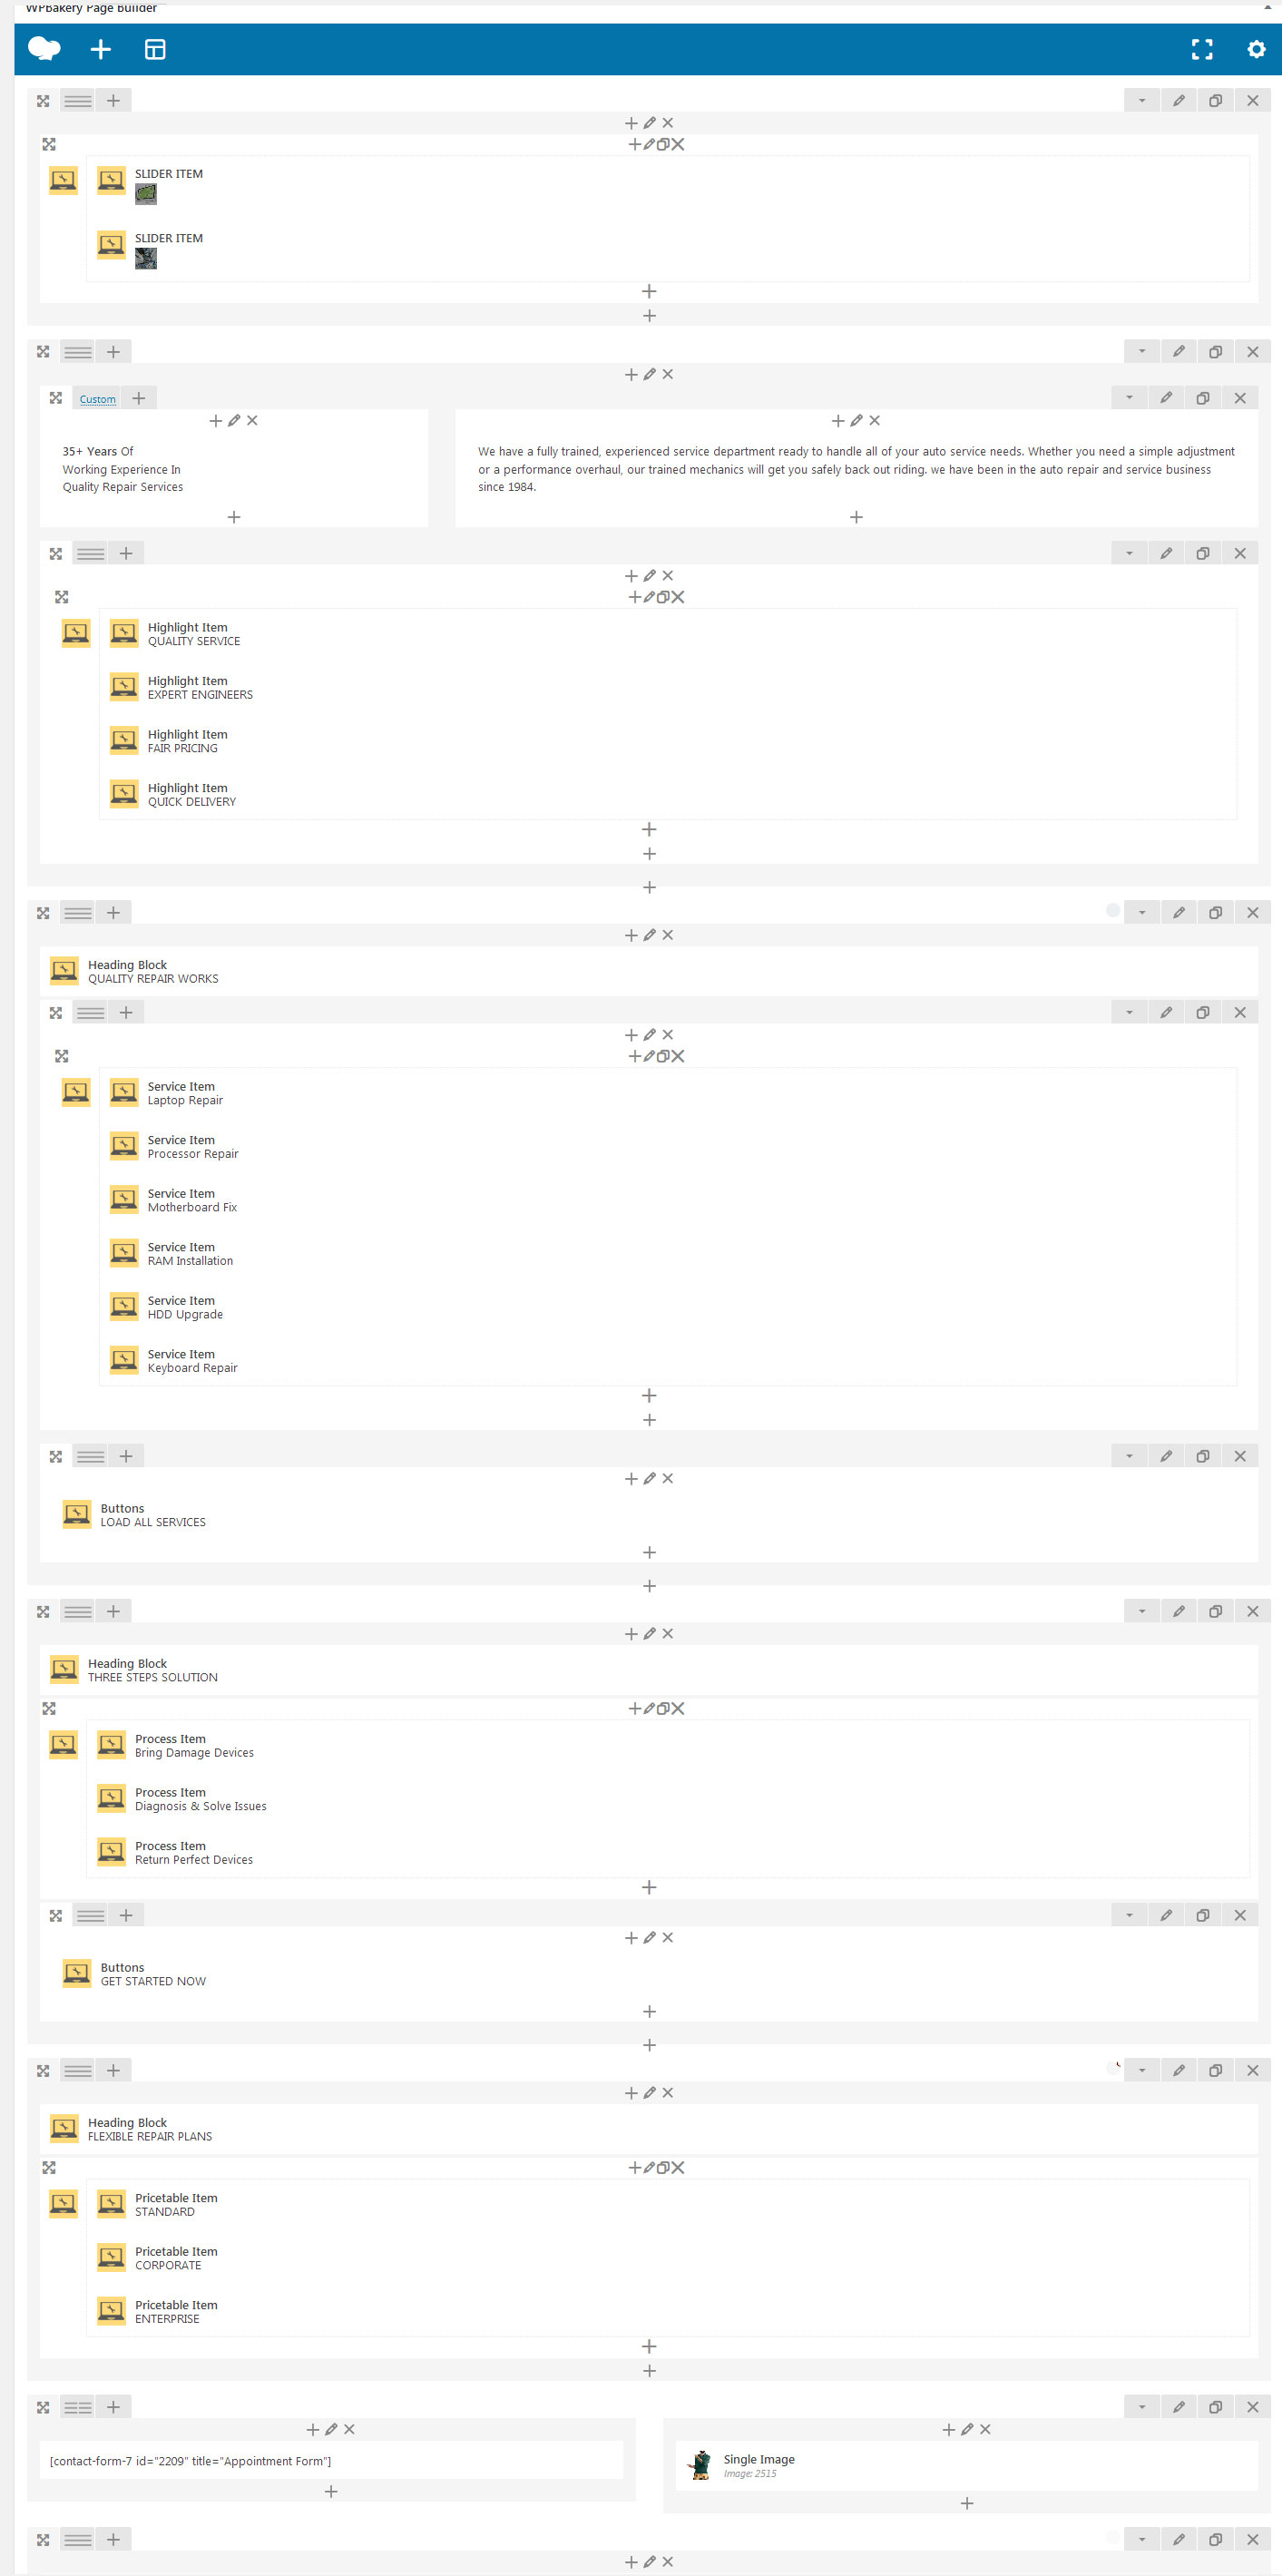 WPBakery Page Builder
SLIDER ITEM
SLIDER ITEM
Custom
35+ Years Of
Working Experience In
Quality Repair Services
We have a fully trained, experienced service department ready to handle all of your auto service needs. Whether you need a simple adjustment
or a performance overhaul, our trained mechanics will get you safely back out riding. we have been in the auto repair and service business
since 1984.
Highlight Item
QUALITY SERVICE
Highlight Item
EXPERT ENGINEERS
Highlight Item
FAIR PRICING
Highlight Item
QUICK DELIVERY
Heading Block
QUALITY REPAIR WORKS
Service Item
Laptop Repair
Service Item
Processor Repair
Service Item
Motherboard Fix
Service Item
RAM Installation
Service Item
HDD Upgrade
Service Item
Keyboard Repair
Buttons
LOAD ALL SERVICES
Heading Block
THREE STEPS SOLUTION
Process Item
Bring Damage Devices
Process Item
Diagnosis & Solve Issues
Process Item
Return Perfect Devices
Buttons
GET STARTED NOW
Heading Block
FLEXIBLE REPAIR PLANS
Pricetable Item
STANDARD
Pricetable Item
CORPORATE
Pricetable Item
ENTERPRISE
[contact-form-7 id="2209" title="Appointment Form"]
Single Image
Image: 2515